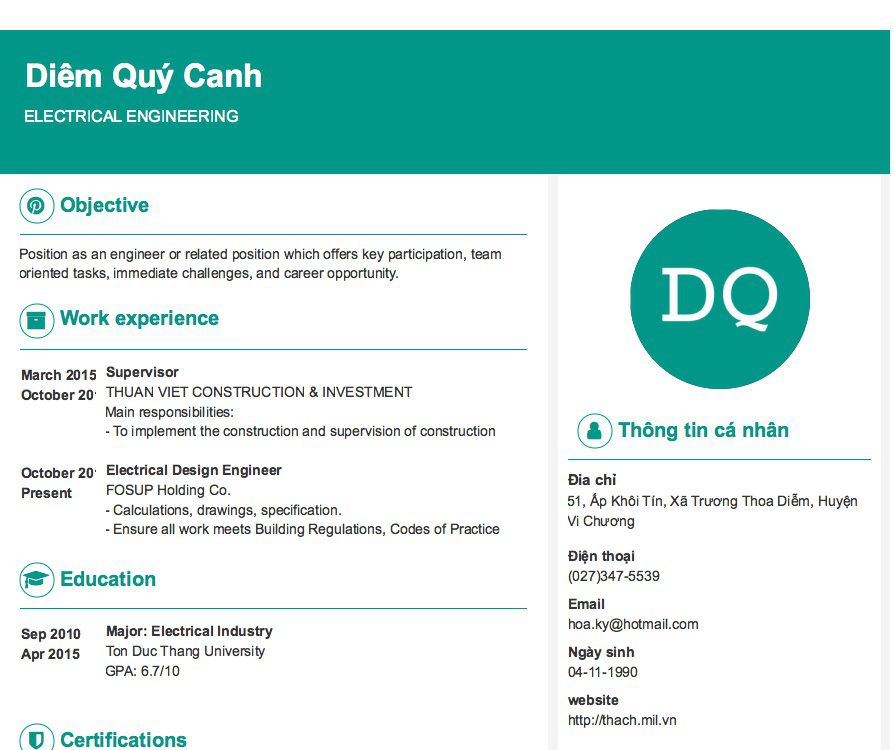 Diêm Quý Canh
ELECTRICAL ENGINEERING
Objective
Position as an engineer or related position which offers key participation, team
oriented tasks, immediate challenges, and career opportunity.
Work experience
March 2015
October 20
Supervisor
THUAN VIET CONSTRUCTION & INVESTMENT
Main responsibilities:
- To implement the construction and supervision of construction
October 20
Present
Electrical Design Engineer
FOSUP Holding Co.
- Calculations, drawings, specification.
- Ensure all work meets Building Regulations, Codes of Practice
Education
Sep 2010
Apr 2015
Major: Electrical Industry
Ton Duc Thang University
GPA: 6.7/10
Certifications
DQ
Thông tin cá nhân
Địa chỉ
51, Ấp Khôi Tín, Xã Trương Thoa Diễm, Huyện
Vi Chương
Điện thoại
(027)347-5539
Email
hoa.ky@hotmail.com
Ngày sinh
04-11-1990
website
http://thach.mil.vn